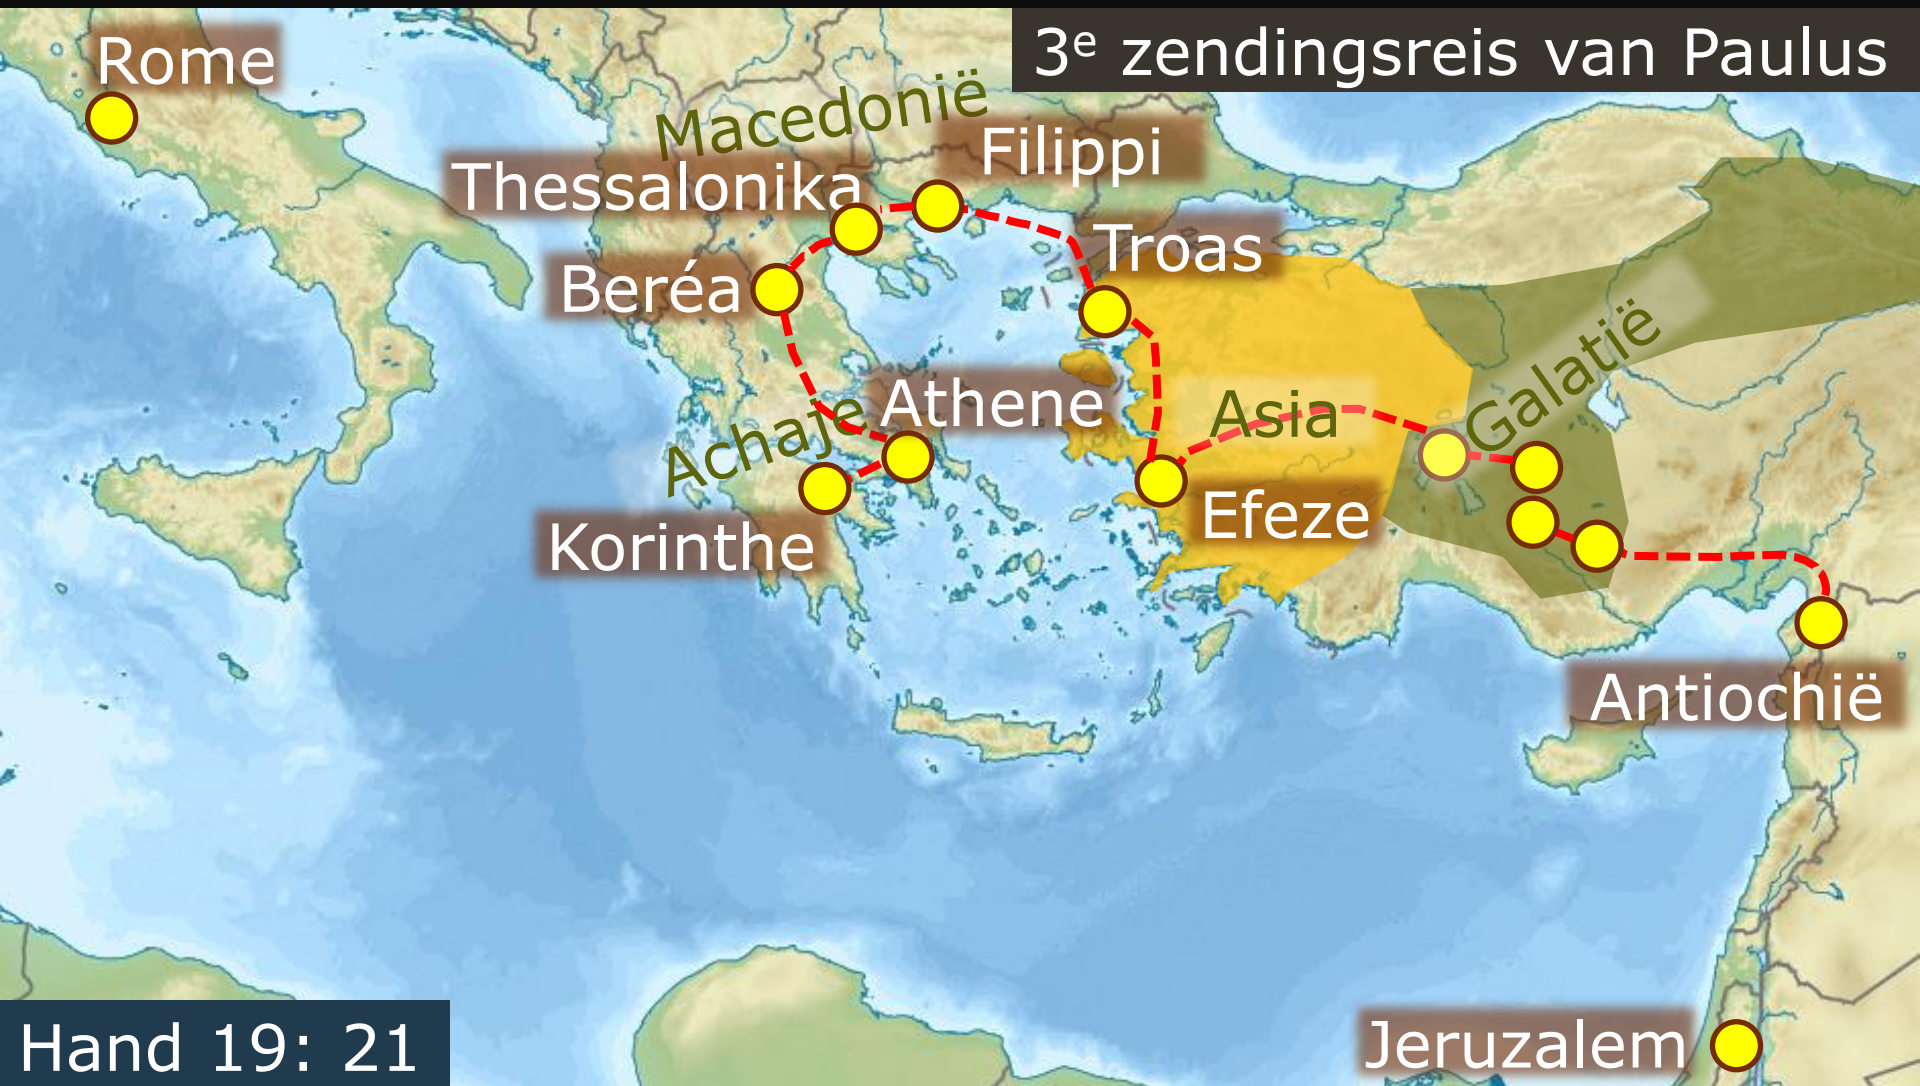 3e zendingsreis van Paulus
Rome
Macedonië
Filippi
Thessalonika
Troas
Beréa
Galatië
Athene
Asia
Achaje
Efeze
Korinthe
Antiochië
Hand 19: 21
Jeruzalem